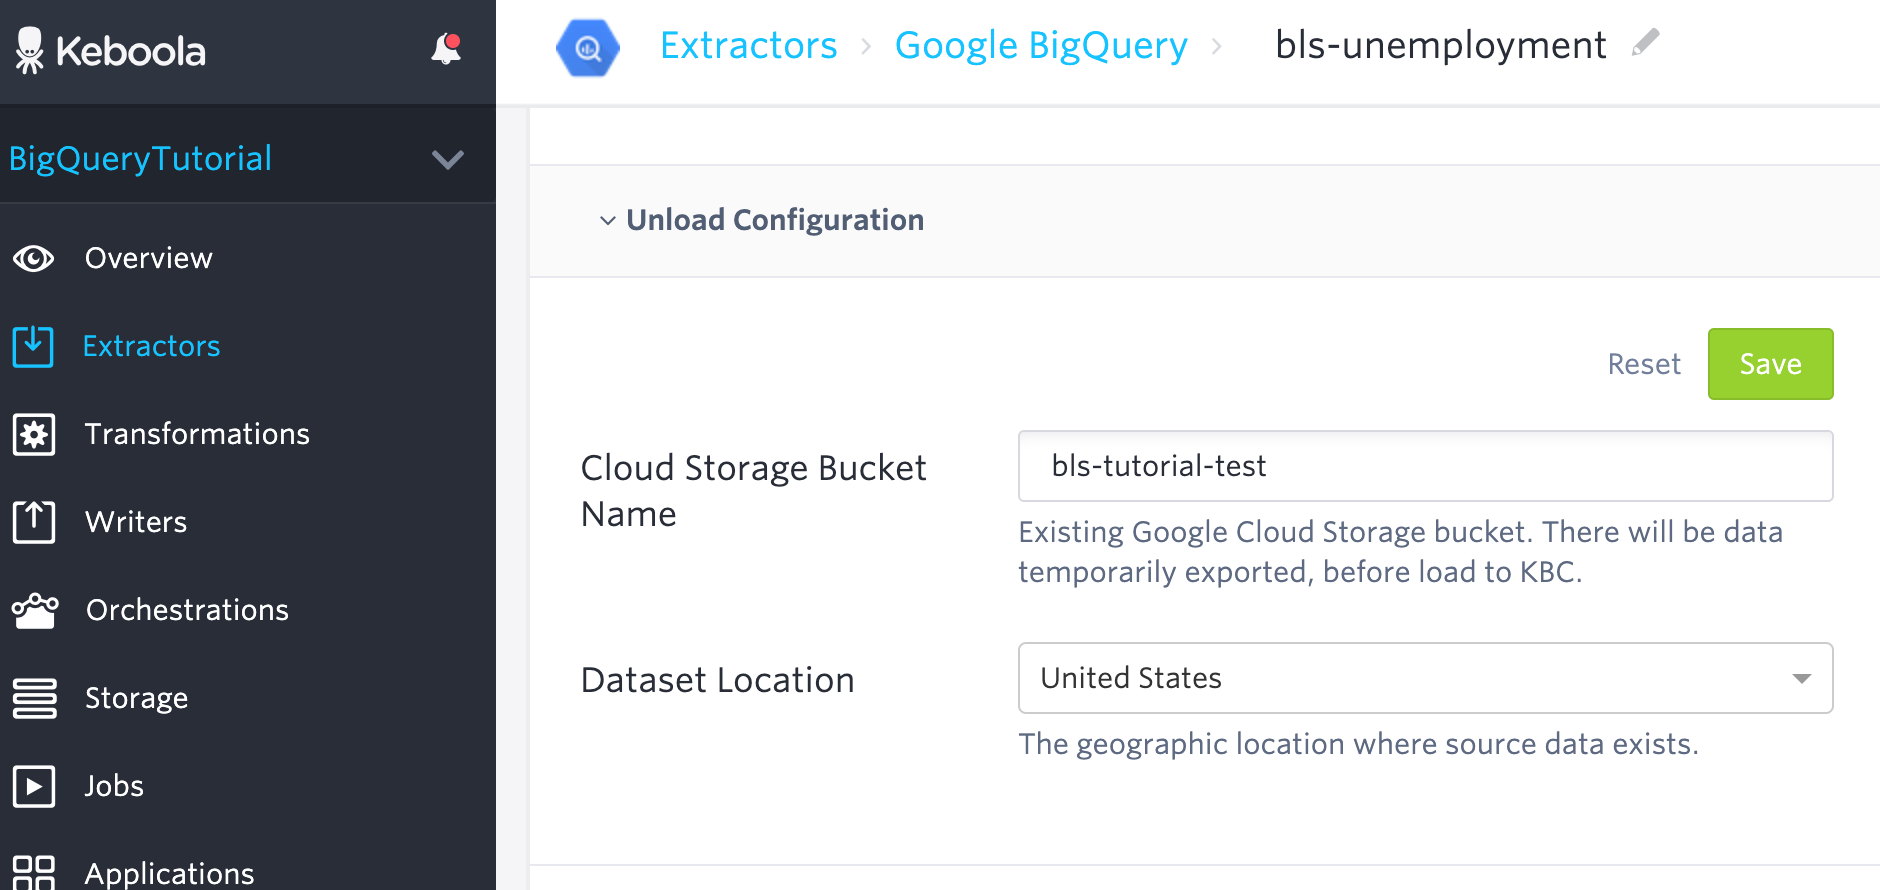 Keboola
BigQueryTutorial
Overview
Extractors
Transformations
Writers
Orchestrations
Storage
Jobs
Applications
Extractors > Google BigQuery > bls-unemployment
Unload Configuration
Reset Save
Cloud Storage Bucket
Name
bls-tutorial-test
Existing Google Cloud Storage bucket. There will be data
temporarily exported, before load to KBC.
Dataset Location
United States
The geographic location where source data exists.